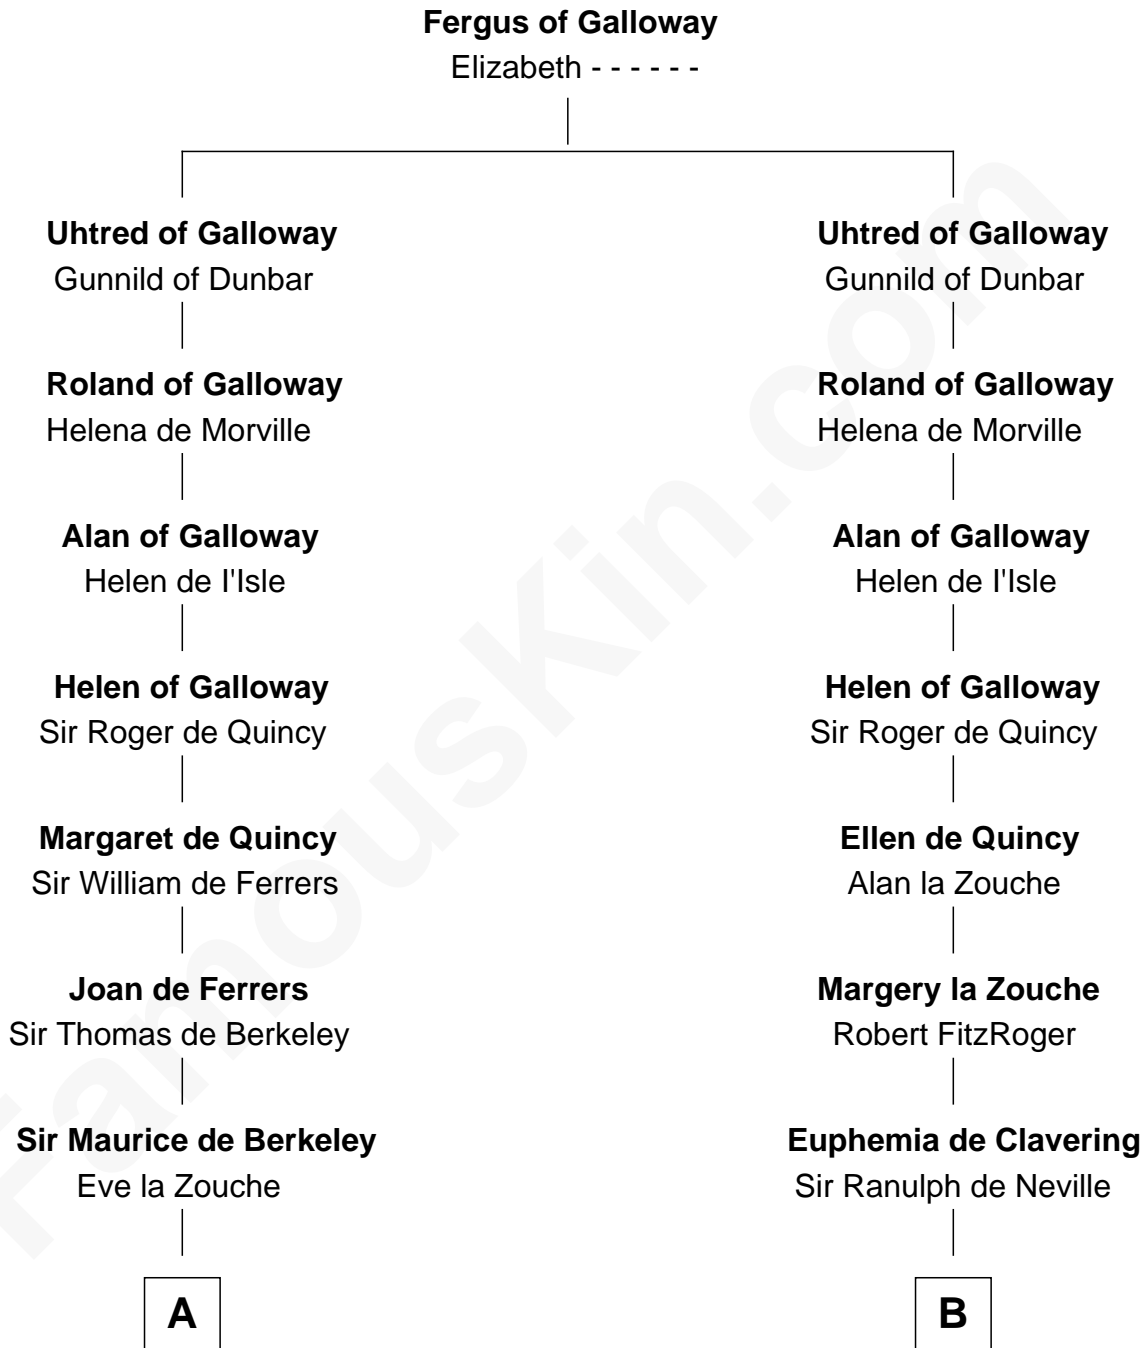 Fergus of Galloway
Elizabeth - - - - - -
Uhtred of Galloway
Gunnild of Dunbar
Uhtred of Galloway
Gunnild of Dunbar
Roland of Galloway
Helena de Morville
Roland of Galloway
Helena de Morville
Alan of Galloway
Helen de I'Isle
Alan of Galloway
Helen de I'Isle
Helen of Galloway
Sir Roger de Quincy
Helen of Galloway
Sir Roger de Quincy
Margaret de Quincy
Sir William de Ferrers
Ellen de Quincy
Alan la Zouche
Joan de Ferrers
Sir Thomas de Berkeley
Margery la Zouche
Robert FitzRoger
Sir Maurice de Berkeley
Eve la Zouche
Euphemia de Clavering
Sir Ranulph de Neville
A
B
FamousKin.com